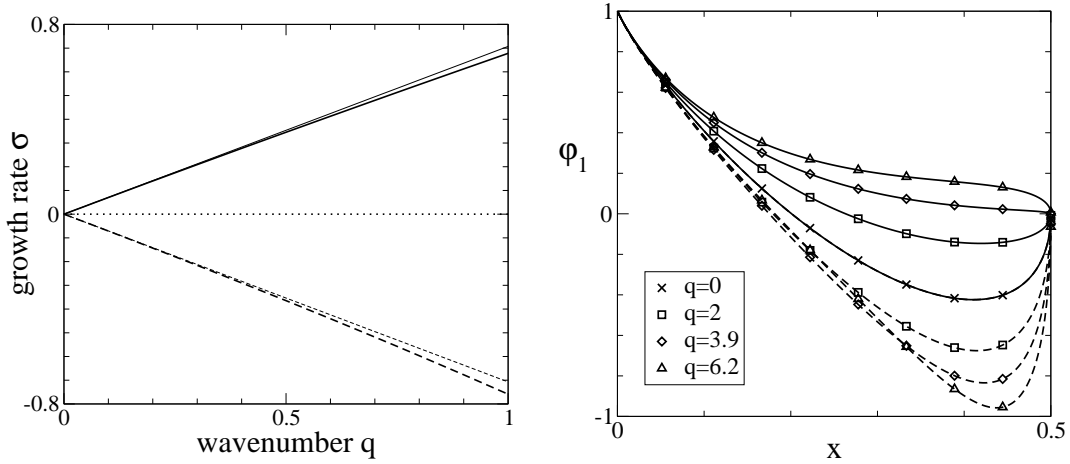 0.8
0
-0.8
growth rate σ
0
0.5
1
wavenumber q
1
0
-1
φ1
q=0
q=2
q=3.9
q=6.2
0
0.5
x